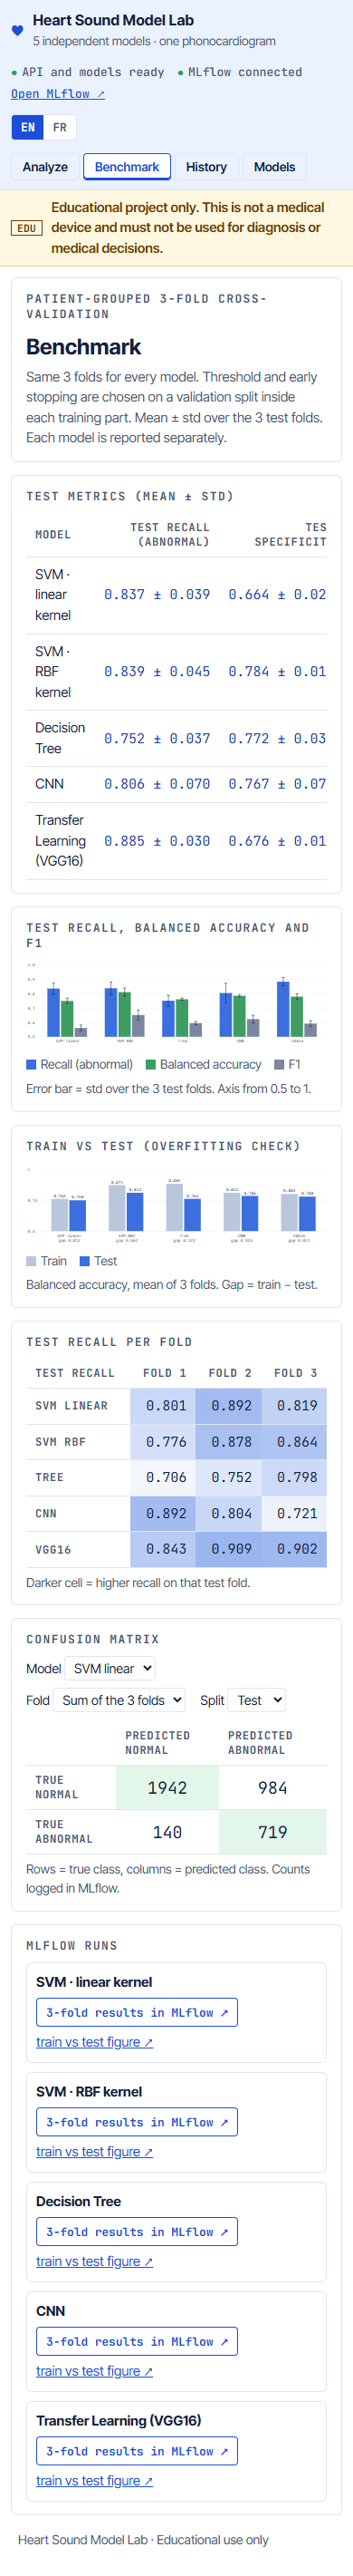 Heart Sound Model Lab
5 independent models · one phonocardiogram
API and models ready
MLflow connected
Open MLflow ↗
EN FR
Analyze Benchmark History Models
EDU
Educational project only. This is not a medical
device and must not be used for diagnosis or
medical decisions.
PATIENT-GROUPED 3-FOLD CROSS-
VALIDATION
Benchmark
Same 3 folds for every model. Threshold and early
stopping are chosen on a validation split inside
each training part. Mean ± std over the 3 test folds.
Each model is reported separately.
TEST METRICS (MEAN ± STD)
MODEL TEST RECALL (ABNORMAL) TES SPECIFICIT
SVM · linear kernel 0.837 ± 0.039 0.664 ± 0.02
SVM · RBF kernel 0.839 ± 0.045 0.784 ± 0.01
Decision Tree 0.752 ± 0.037 0.772 ± 0.03
CNN 0.806 ± 0.070 0.767 ± 0.07
Transfer Learning (VGG16) 0.885 ± 0.030 0.676 ± 0.01
TEST RECALL, BALANCED ACCURACY AND
F1
SVM linear SVM RBF Tree CNN VGG16
Recall (abnormal) Balanced accuracy F1
Error bar = std over the 3 test folds. Axis from 0.5 to 1.
TRAIN VS TEST (OVERFITTING CHECK)
SVM linear SVM RBF Tree CNN VGG16
Train Test
Balanced accuracy, mean of 3 folds. Gap = train − test.
TEST RECALL PER FOLD
TEST RECALL FOLD 1 FOLD 2 FOLD 3
SVM LINEAR 0.801 0.892 0.819
SVM RBF 0.776 0.878 0.864
TREE 0.706 0.752 0.798
CNN 0.892 0.804 0.721
VGG16 0.843 0.909 0.902
Darker cell = higher recall on that test fold.
CONFUSION MATRIX
Model SVM linear
Fold Sum of the 3 folds Split Test
PREDICTED NORMAL PREDICTED ABNORMAL
TRUE NORMAL 1942 984
TRUE ABNORMAL 140 719
Rows = true class, columns = predicted class. Counts
logged in MLflow.
MLFLOW RUNS
SVM · linear kernel
3-fold results in MLflow ↗
train vs test figure ↗
SVM · RBF kernel
3-fold results in MLflow ↗
train vs test figure ↗
Decision Tree
3-fold results in MLflow ↗
train vs test figure ↗
CNN
3-fold results in MLflow ↗
train vs test figure ↗
Transfer Learning (VGG16)
3-fold results in MLflow ↗
train vs test figure ↗
Heart Sound Model Lab · Educational use only